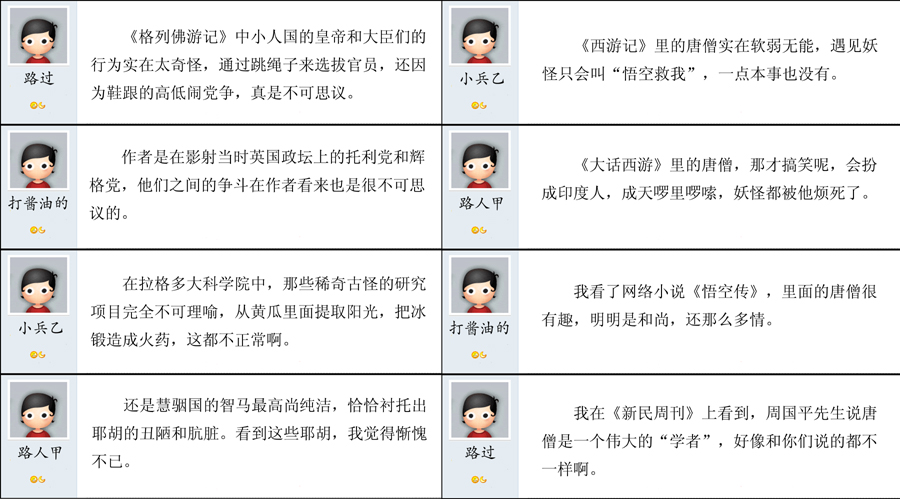 《格列佛游记》中小人国的皇帝和大臣们的
行为实在太奇怪，通过跳绳子来选拔官员，还因
为鞋跟的高低闹党争，真是不可思议。
路过
作者是在影射当时英国政坛上的托利党和辉
格党，他们之间的争斗在作者看来也是很不可思
议的。
打酱油的
在拉格多大科学院中，那些稀奇古怪的研究
项目完全不可理喻，从黄瓜里面提取阳光，把冰
锻造成火药，这都不正常啊。
小兵乙
还是慧骃国的智马最高尚纯洁，恰恰衬托出
耶胡的丑陋和肮脏。看到这些耶胡，我觉得惭愧
不已。
路人甲
《西游记》里的唐僧实在软弱无能，遇见妖
怪只会叫“悟空救我”，一点本事也没有。
小兵乙
《大话西游》里的唐僧，那才搞笑呢，会扮
成印度人，成天啰里啰嗦，妖怪都被他烦死了。
路人甲
我看了网络小说《悟空传》，里面的唐僧很
有趣，明明是和尚，还那么多情。
打酱油的
我在《新民周刊》上看到，周国平先生说唐
僧是一个伟大的“学者”，好像和你们说的都不
一样啊。
路过